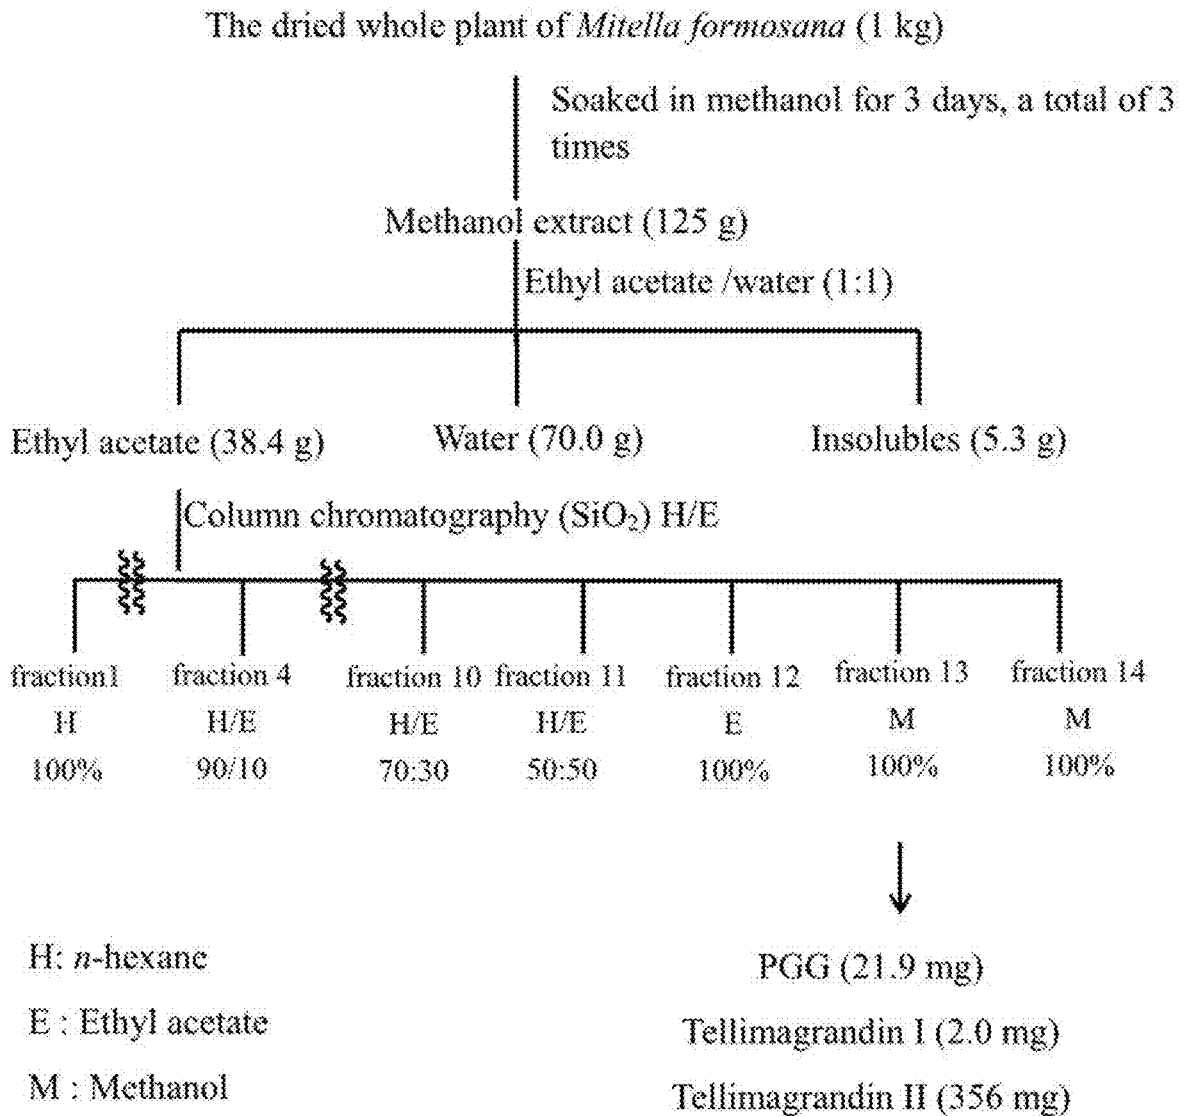 The dried whole plant of Mitella formosana (1 kg)
Soaked in methanol for 3 days, a total of 3
times
Methanol extract (125 g)
Ethyl acetate /water (1:1)
Ethyl acetate (38.4 g) Water (70.0 g) Insolubles (5.3 g)
Column chromatography (SiO₂) H/E
fraction1 fraction 4 fraction 10 fraction 11 fraction 12 fraction 13 fraction 14
H H/E H/E H/E E M M
100% 90/10 70:30 50:50 100% 100% 100%
H: n-hexane
E : Ethyl acetate
M : Methanol
PGG (21.9 mg)
Tellimagrandin I (2.0 mg)
Tellimagrandin II (356 mg)